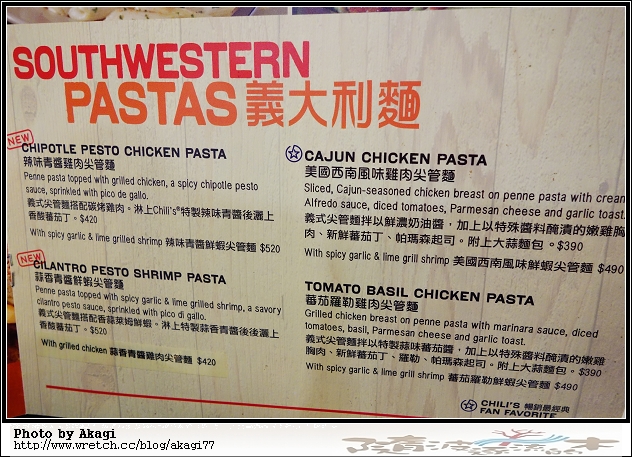 SOUTHWESTERN
PASTAS 義大利麵
NEW
CHIPOTLE PESTO CHICKEN PASTA
辣味青醬雞肉尖管麵
Penne pasta topped with grilled chicken, a spicy chipotle pesto
sauce, sprinkled with pico de gallo.
義式尖管麵搭配碳烤雞肉。淋上Chili's®特製辣味青醬後灑上
香酸蕃茄丁。$420
With spicy garlic & lime grilled shrimp 辣味青醬鮮蝦尖管麵 $520
NEW
CILANTRO PESTO SHRIMP PASTA
蒜香青醬鮮蝦尖管麵
Penne pasta topped with spicy garlic & lime grilled shrimp, a savory
cilantro pesto sauce, sprinkled with pico di gallo.
義式尖管麵搭配香蒜萊姆鮮蝦。淋上特製蒜香青醬後灑上
香酸蕃茄丁。$520
With grilled chicken 蒜香青醬雞肉尖管麵 $420
CAJUN CHICKEN PASTA
美國西南風味雞肉尖管麵
Sliced, Cajun-seasoned chicken breast on penne pasta with cream
Alfredo sauce, diced tomatoes, Parmesan cheese and garlic toast.
義式尖管麵拌以鮮濃奶油醬，加上以特殊醬料醃漬的嫩雞胸
肉、新鮮蕃茄丁、帕瑪森起司。附上大蒜麵包。$390
With spicy garlic & lime grill shrimp 美國西南風味鮮蝦尖管麵 $490
TOMATO BASIL CHICKEN PASTA
蕃茄羅勒雞肉尖管麵
Grilled chicken breast on penne pasta with marinara sauce, diced
tomatoes, basil, Parmesan cheese and garlic toast.
義式尖管麵拌以特製蒜味蕃茄醬，加上以特殊醬料醃漬的嫩雞
胸肉、新鮮蕃茄丁、羅勒、帕瑪森起司。附上大蒜麵包。$390
With spicy garlic & lime grill shrimp 蕃茄羅勒鮮蝦尖管麵 $490
CHILI'S 暢銷最經典
FAN FAVORITE
Photo by Akagi
http://www.wretch.cc/blog/akagi77